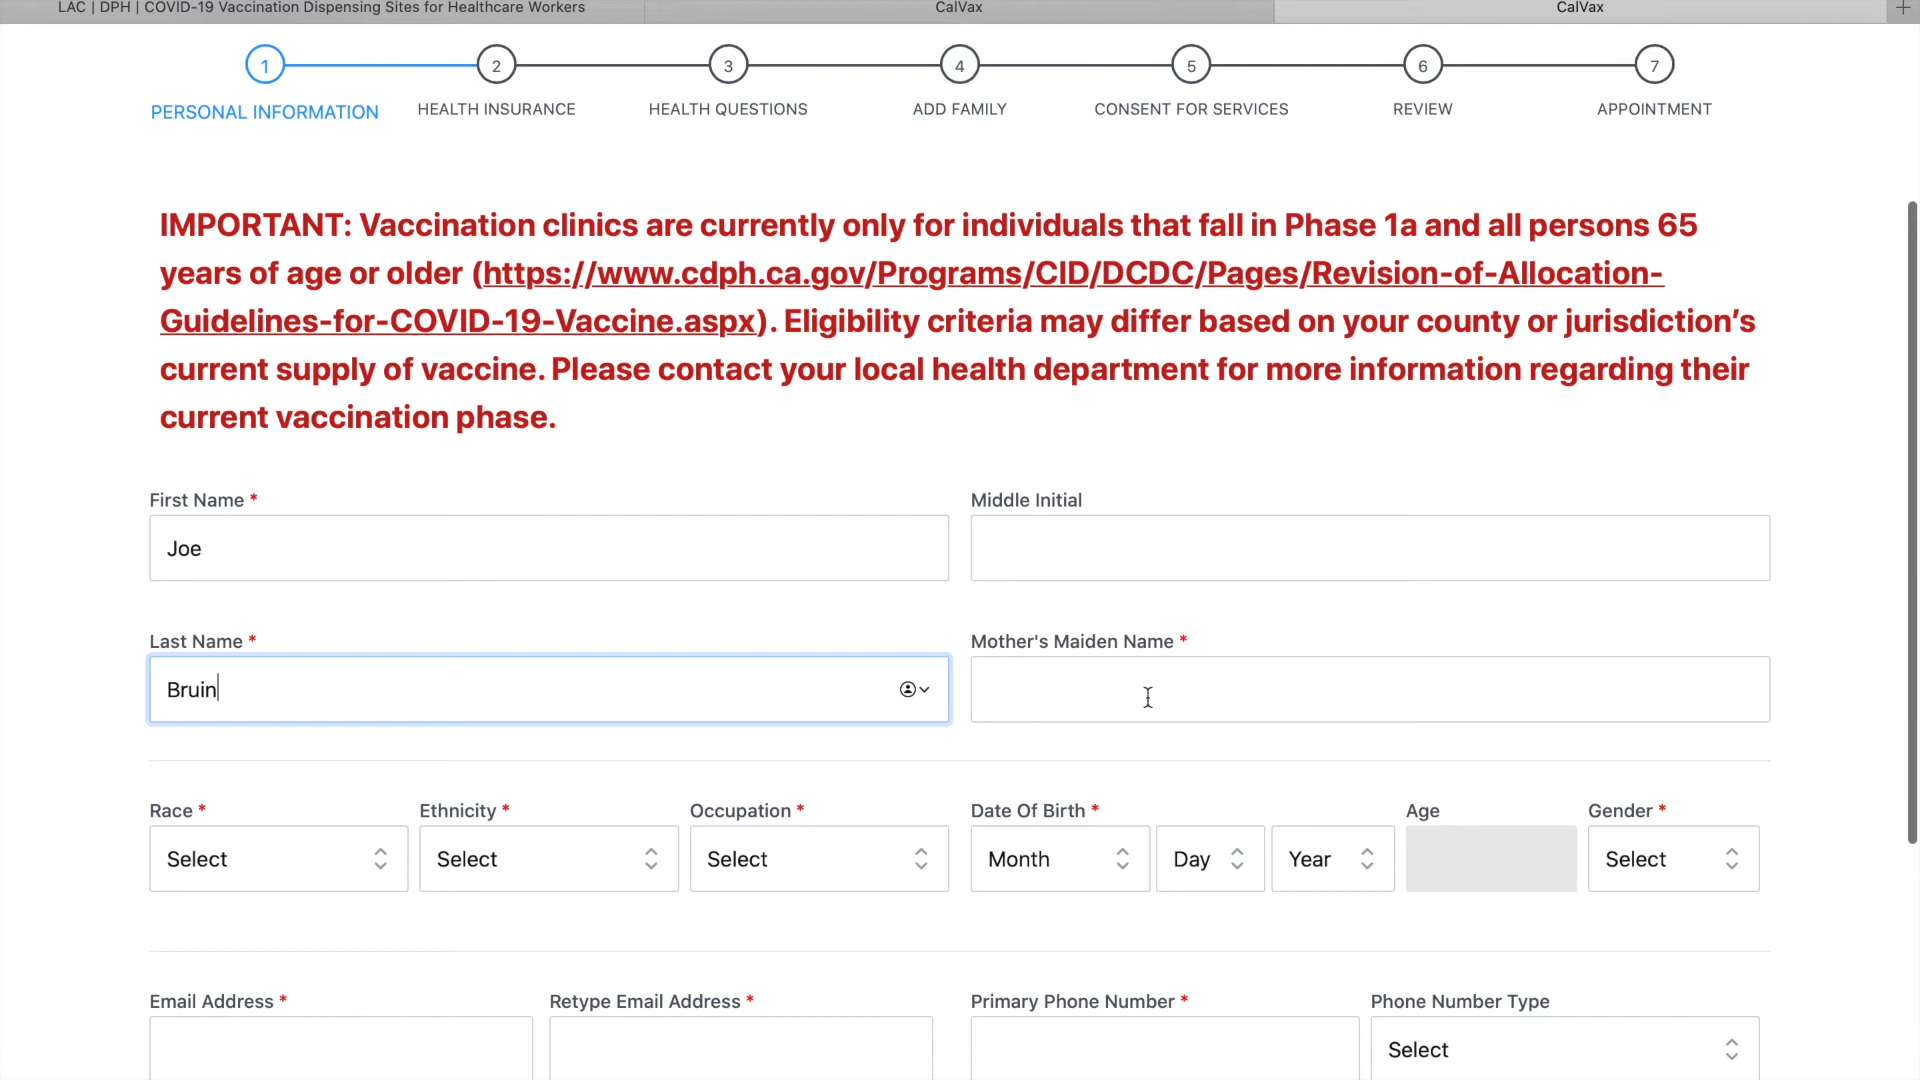 LAC | DPH | COVID-19 Vaccination Dispensing Sites for Healthcare Workers CalVax CalVax
1 2 3 4 5 6 7
PERSONAL INFORMATION HEALTH INSURANCE HEALTH QUESTIONS ADD FAMILY CONSENT FOR SERVICES REVIEW APPOINTMENT
IMPORTANT: Vaccination clinics are currently only for individuals that fall in Phase 1a and all persons 65
years of age or older (https://www.cdph.ca.gov/Programs/CID/DCDC/Pages/Revision-of-Allocation-
Guidelines-for-COVID-19-Vaccine.aspx). Eligibility criteria may differ based on your county or jurisdiction’s
current supply of vaccine. Please contact your local health department for more information regarding their
current vaccination phase.
First Name * Middle Initial
Joe
Last Name * Mother's Maiden Name *
Bruin
Race * Ethnicity * Occupation * Date Of Birth * Age Gender *
Select Select Select Month Day Year Select
Email Address * Retype Email Address * Primary Phone Number * Phone Number Type
Select